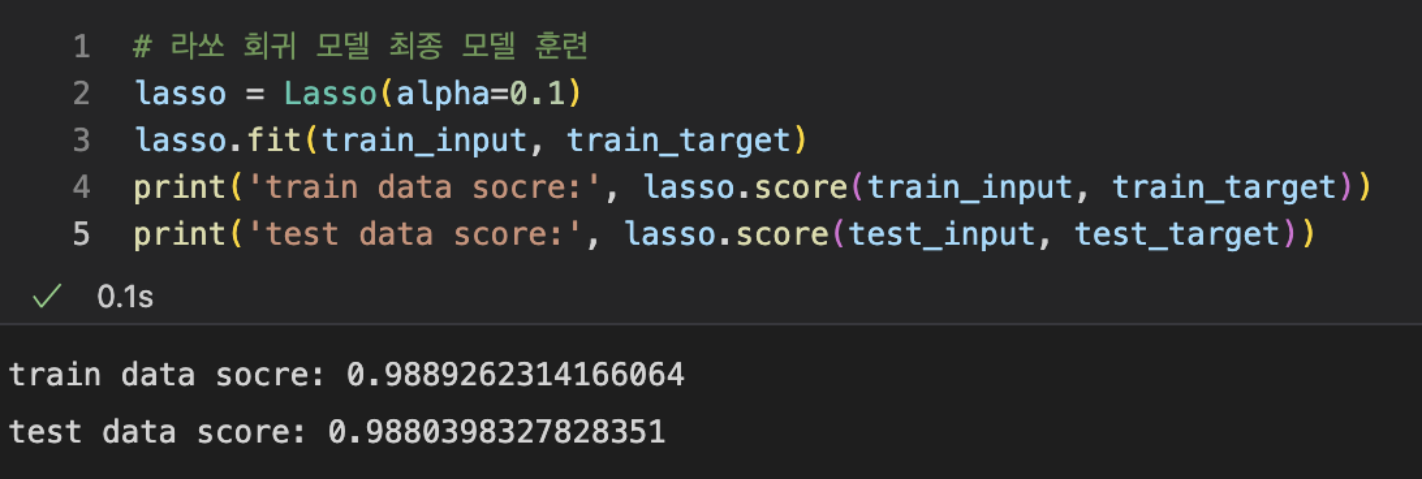 1 # 라쏘 회귀 모델 최종 모델 훈련
2 lasso = Lasso(alpha=0.1)
3 lasso.fit(train_input, train_target)
4 print('train data socre:', lasso.score(train_input, train_target))
5 print('test data score:', lasso.score(test_input, test_target))
✓ 0.1s
train data socre: 0.9889262314166064
test data score: 0.9880398327828351